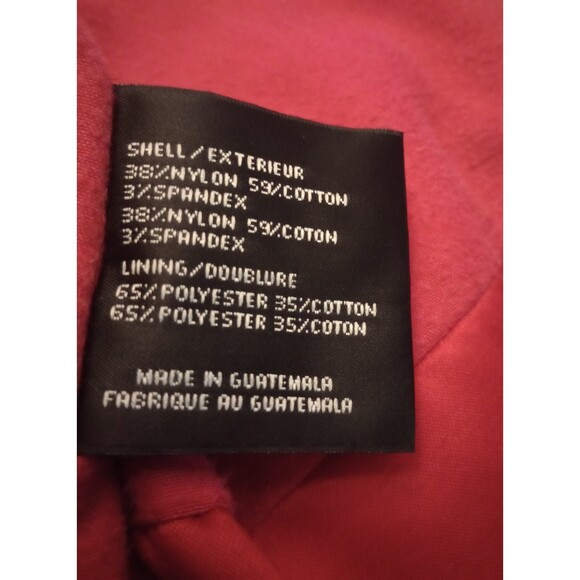 SHELL/EXTERIEUR
38%NYLON 59%COTTON
3%SPANDEX
38%NYLON 59%COTON
3%SPANDEX
LINING/DOUBLURE
65%POLYESTER 35%COTTON
65%POLYESTER 35%COTON
MADE IN GUATEMALA
FABRIQUE AU GUATEMALA